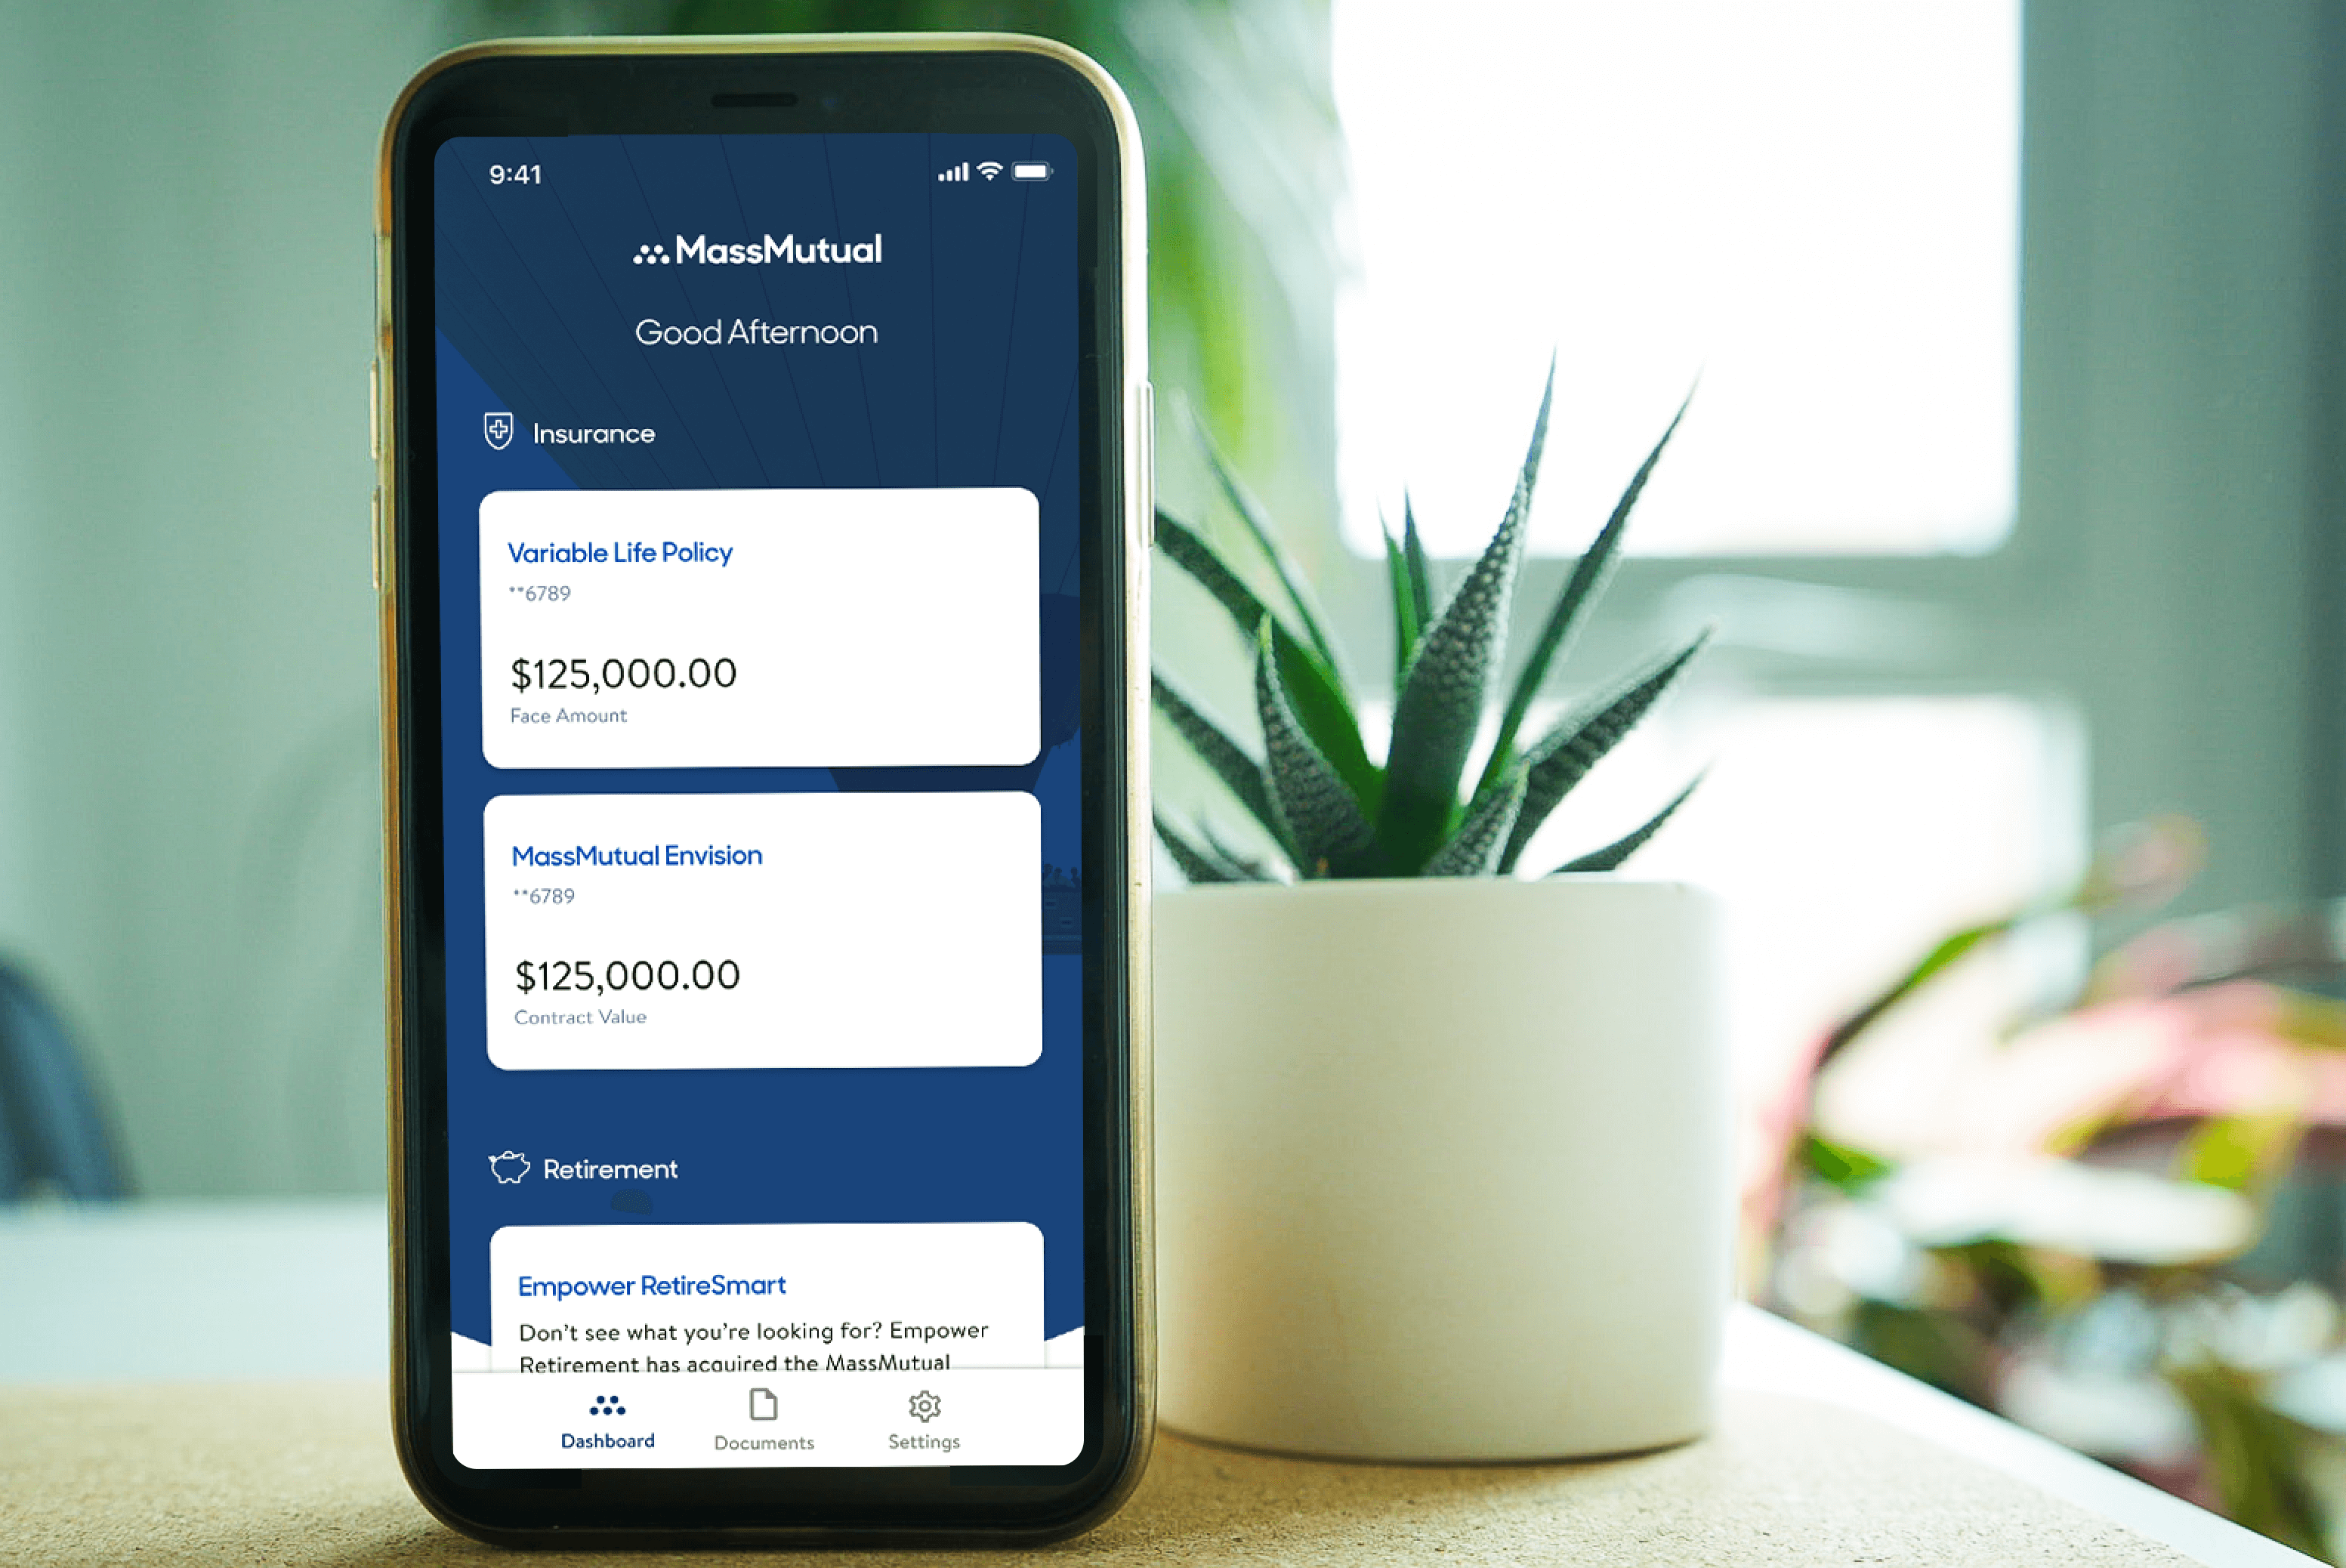 9:41
MassMutual
Good Afternoon
Insurance
Variable Life Policy
**6789
$125,000.00
Face Amount
MassMutual Envision
**6789
$125,000.00
Contract Value
Retirement
Empower RetireSmart
Don't see what you're looking for? Empower
Retirement has acquired the MassMutual
Dashboard
Documents
Settings